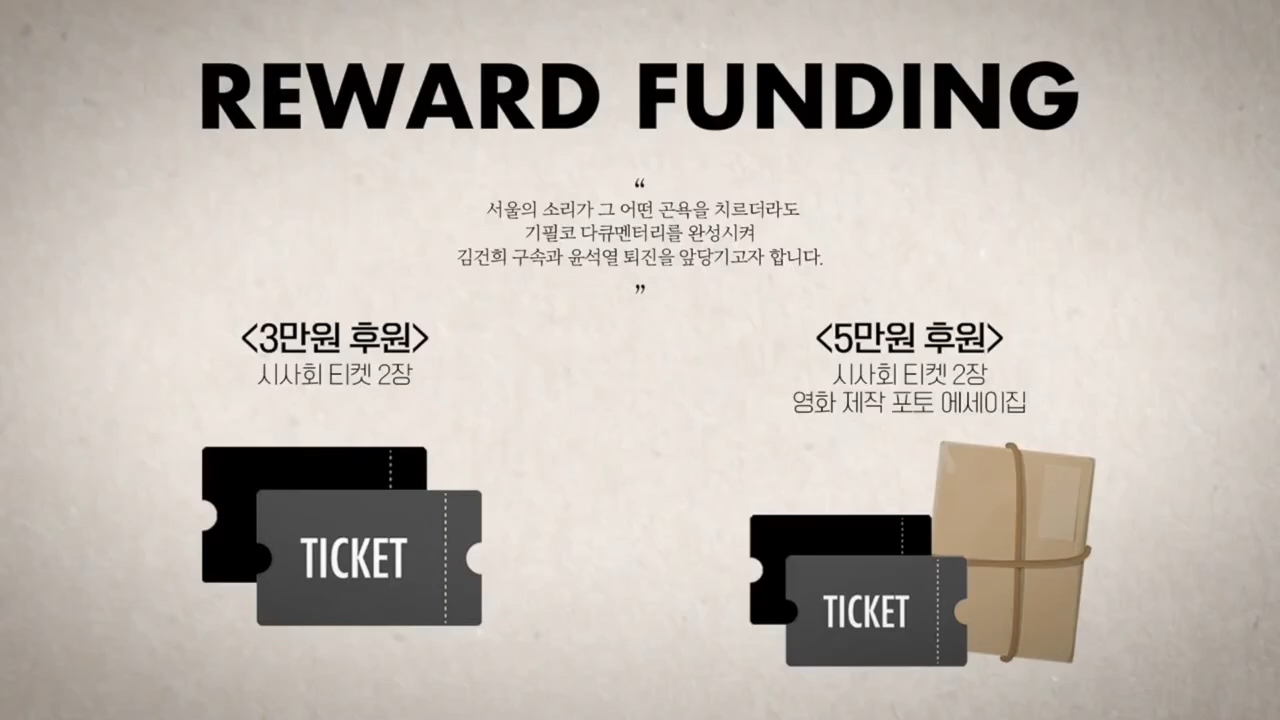 REWARD FUNDING
“
서울의 소리가 그 어떤 곤욕을 치르더라도
기필코 다큐멘터리를 완성시켜
김건희 구속과 윤석열 퇴진을 앞당기고자 합니다.
”
<3만원 후원>
시사회 티켓 2장
<5만원 후원>
시사회 티켓 2장
영화 제작 포토 에세이집
TICKET
TICKET